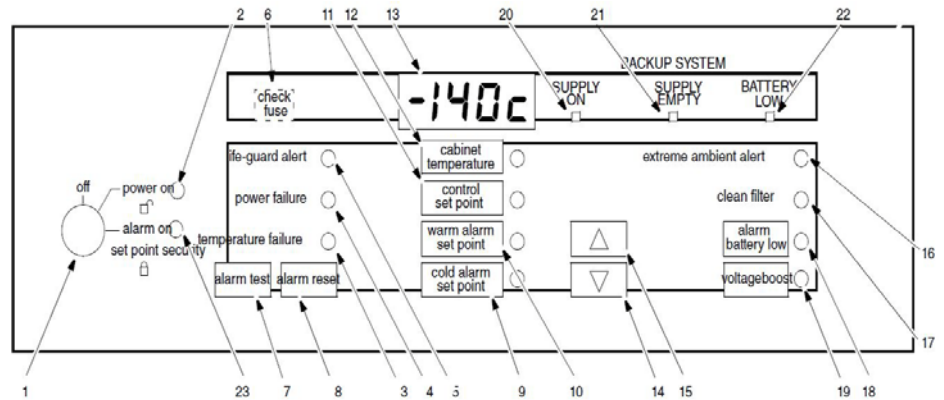 2 6 11 12 13 20 21 22
BACKUP SYSTEM
check
fuse
-140c
SUPPLY
ON
SUPPLY
EMPTY
BATTERY
LOW
off
power on
alarm on
set point security
ife-guard alert
power failure
temperature failure
alarm test
alarm reset
cabinet
temperature
control
set point
warm alarm
set point
cold alarm
set point
extreme ambient alert
clean filter
alarm
battery low
voltageboost
16
17
1 23 7 8 3 4 5 9 10 14 15 19 18